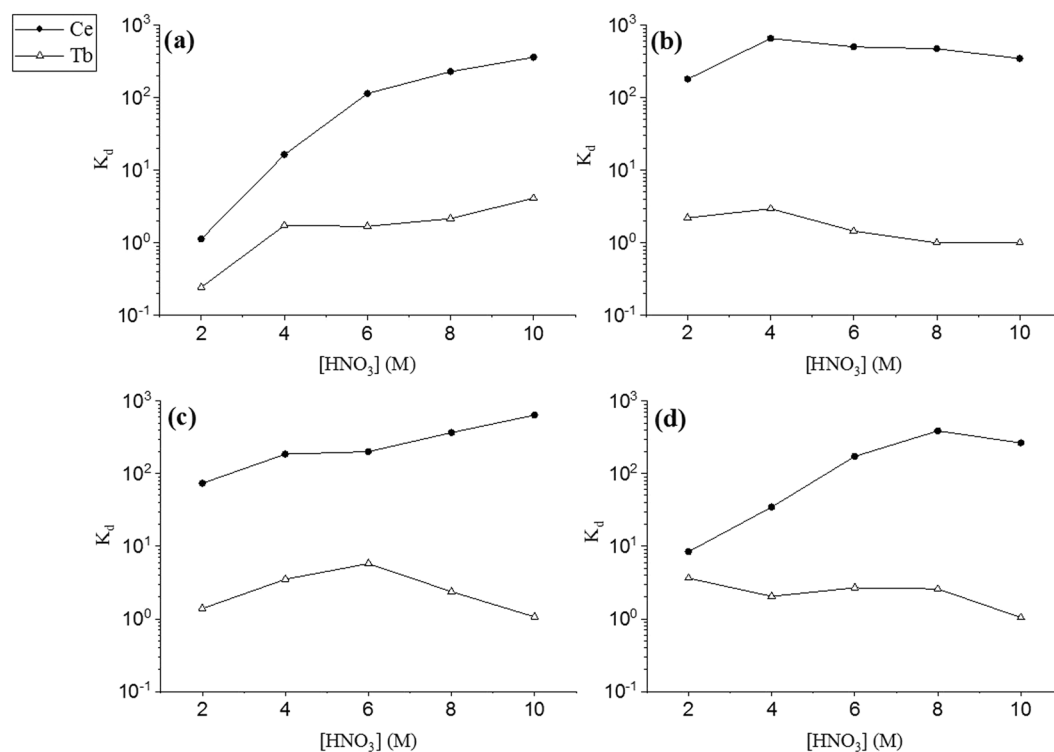 Ce
Tb
(a)
10³
10²
10¹
10⁰
10⁻¹
K_d
2 4 6 8 10
[HNO₃] (M)
(b)
10³
10²
10¹
10⁰
10⁻¹
K_d
2 4 6 8 10
[HNO₃] (M)
(c)
10³
10²
10¹
10⁰
10⁻¹
K_d
2 4 6 8 10
[HNO₃] (M)
(d)
10³
10²
10¹
10⁰
10⁻¹
K_d
2 4 6 8 10
[HNO₃] (M)